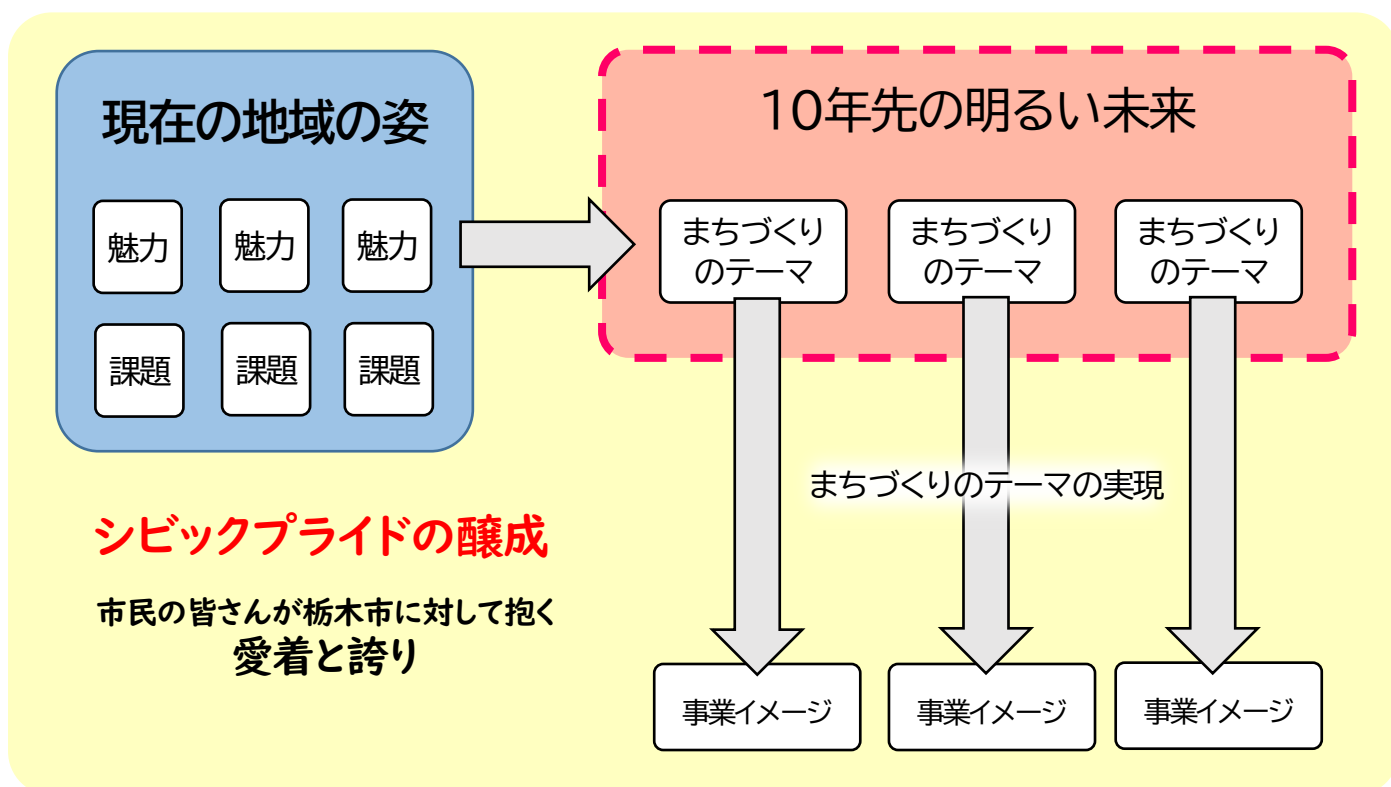 現在の地域の姿
魅力
魅力
魅力
課題
課題
課題
シビックプライドの醸成
市民の皆さんが栃木市に対して抱く
愛着と誇り
10年先の明るい未来
まちづくり
のテーマ
まちづくり
のテーマ
まちづくり
のテーマ
まちづくりのテーマの実現
事業イメージ
事業イメージ
事業イメージ